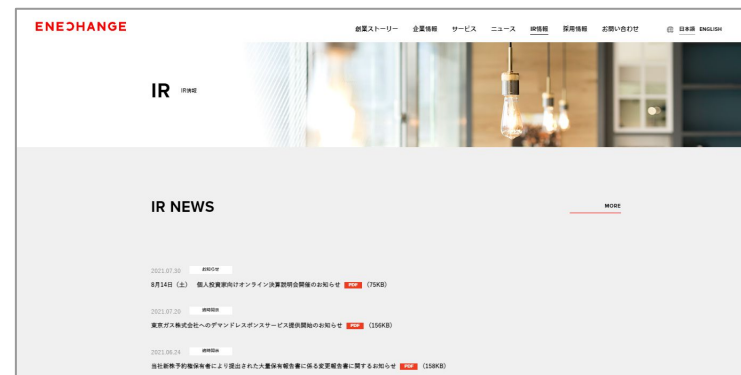 ENECHANGE
創業ストーリー 企業情報 サービス ニュース IR情報 採用情報 お問い合わせ 日本語 ENGLISH
IR IR情報
IR NEWS
MORE
2021.07.30 お知らせ
8月14日（土） 個人投資家向けオンライン決算説明会開催のお知らせ PDF （75KB）
2021.07.20 適時開示
東京ガス株式会社へのデマンドレスポンスサービス提供開始のお知らせ PDF （156KB）
2021.06.24 適時開示
当社新株予約権保有者により提出された大量保有報告書に係る変更報告書に関するお知らせ PDF （158KB）